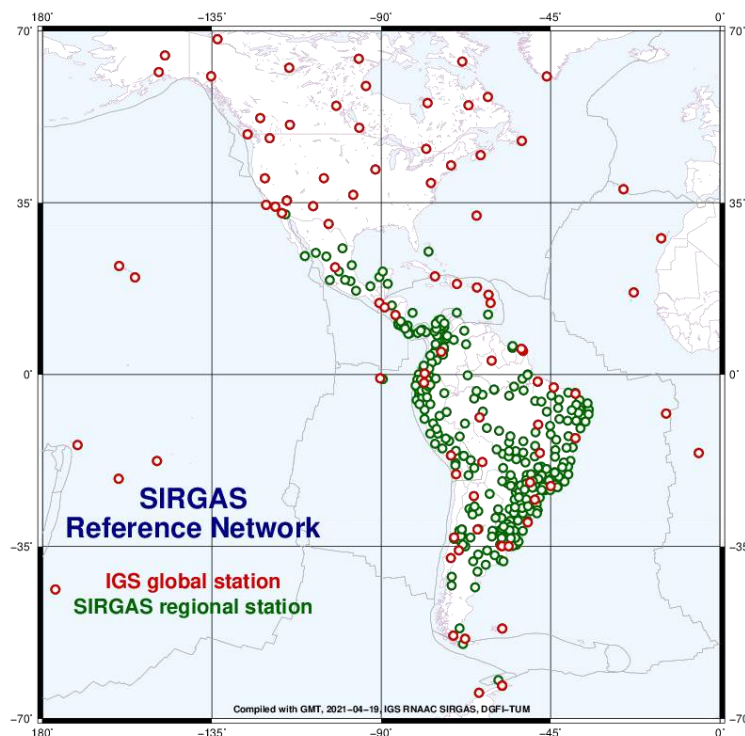 180° −135° −90° −45° 0°
70° 70°
35° 35°
0° 0°
SIRGAS
Reference Network
−35° −35°
IGS global station
SIRGAS regional station
Compiled with GMT, 2021−04−19, IGS RNAAC SIRGAS, DGFI−TUM
−70° −70°
180° −135° −90° −45° 0°